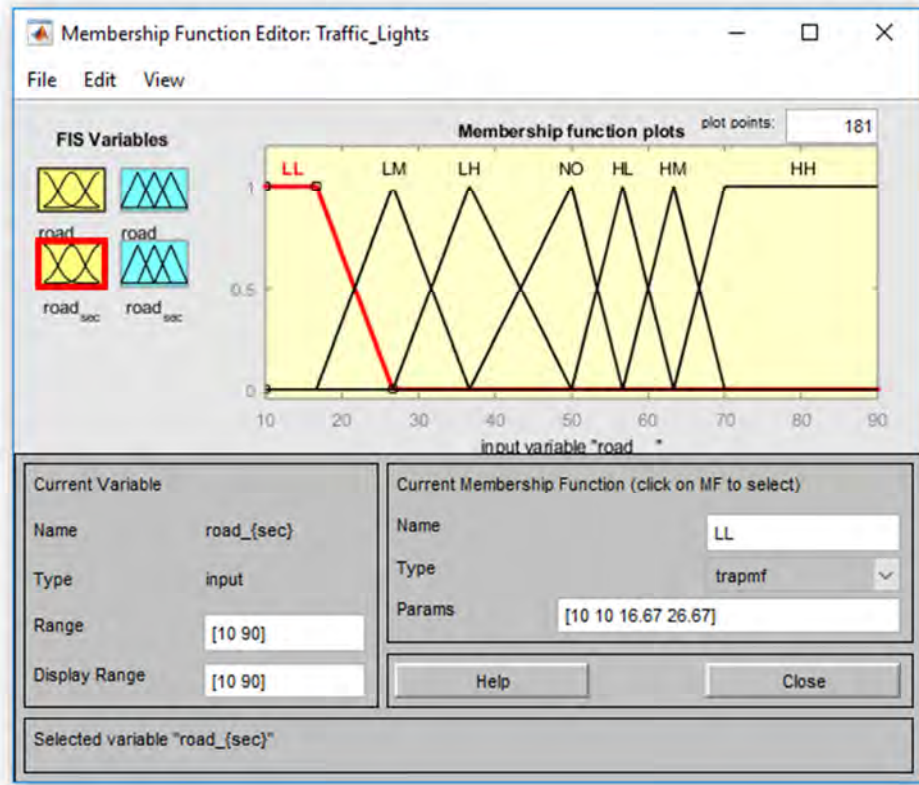 Membership Function Editor: Traffic_Lights
File Edit View
FIS Variables
road
road
road_sec
road_sec
Membership function plots
plot points: 181
LL LM LH NO HL HM HH
1
0.5
0
10 20 30 40 50 60 70 80 90
input variable "road "
Current Variable
Name road_{sec}
Type input
Range [10 90]
Display Range [10 90]
Current Membership Function (click on MF to select)
Name LL
Type trapmf
Params [10 10 16.67 26.67]
Help Close
Selected variable "road_{sec}"